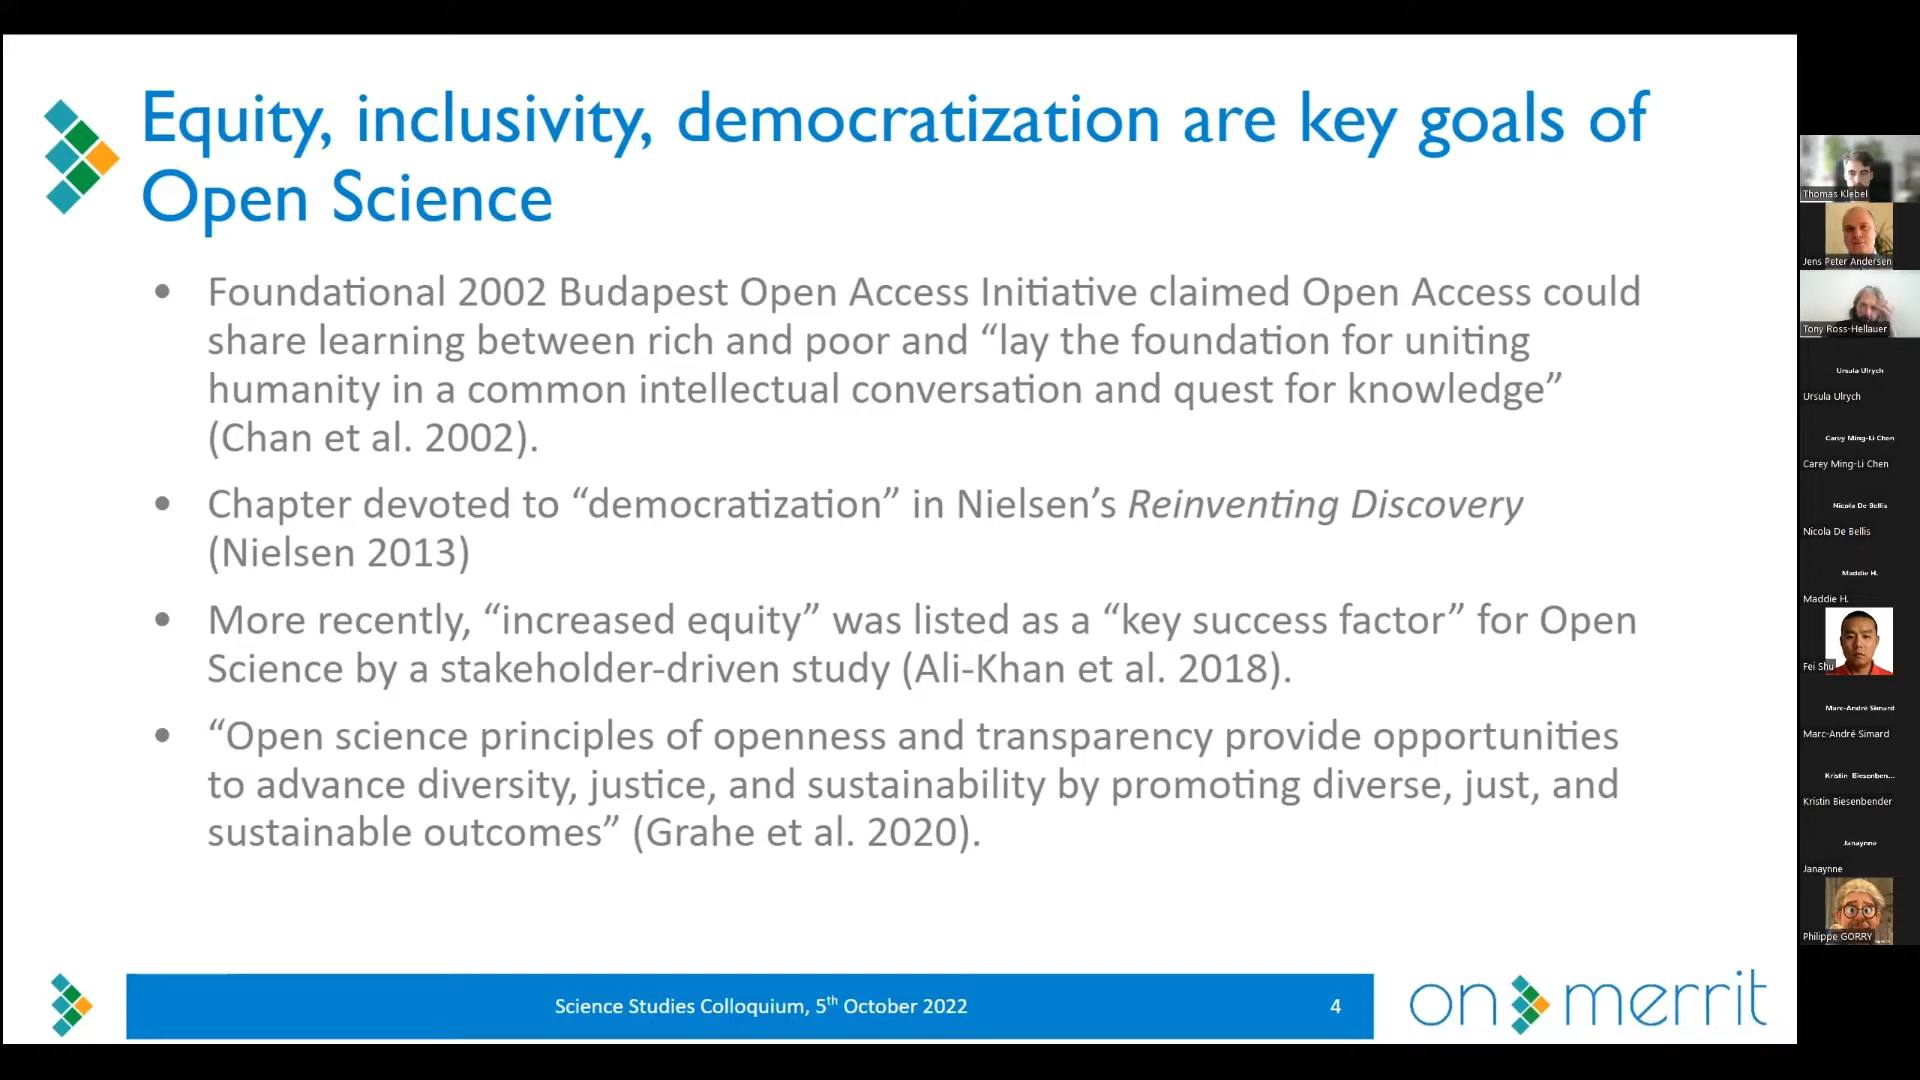 Equity, inclusivity, democratization are key goals of
Open Science
• Foundational 2002 Budapest Open Access Initiative claimed Open Access could
share learning between rich and poor and “lay the foundation for uniting
humanity in a common intellectual conversation and quest for knowledge”
(Chan et al. 2002).
• Chapter devoted to “democratization” in Nielsen’s Reinventing Discovery
(Nielsen 2013)
• More recently, “increased equity” was listed as a “key success factor” for Open
Science by a stakeholder-driven study (Ali-Khan et al. 2018).
• “Open science principles of openness and transparency provide opportunities
to advance diversity, justice, and sustainability by promoting diverse, just, and
sustainable outcomes” (Grahe et al. 2020).
Science Studies Colloquium, 5th October 2022
4
on merrit
Thomas Klebel
Jens Peter Andersen
Tony Ross-Hellauer
Ursula Ulrych
Ursula Ulrych
Carey Ming-Li Chen
Carey Ming-Li Chen
Nicola De Bellis
Nicola De Bellis
Maddie H.
Maddie H.
Fei Shu
Marc-André Simard
Marc-André Simard
Kristin Biesenben...
Kristin Biesenbender
Janaynne
Janaynne
Philippe GORRY